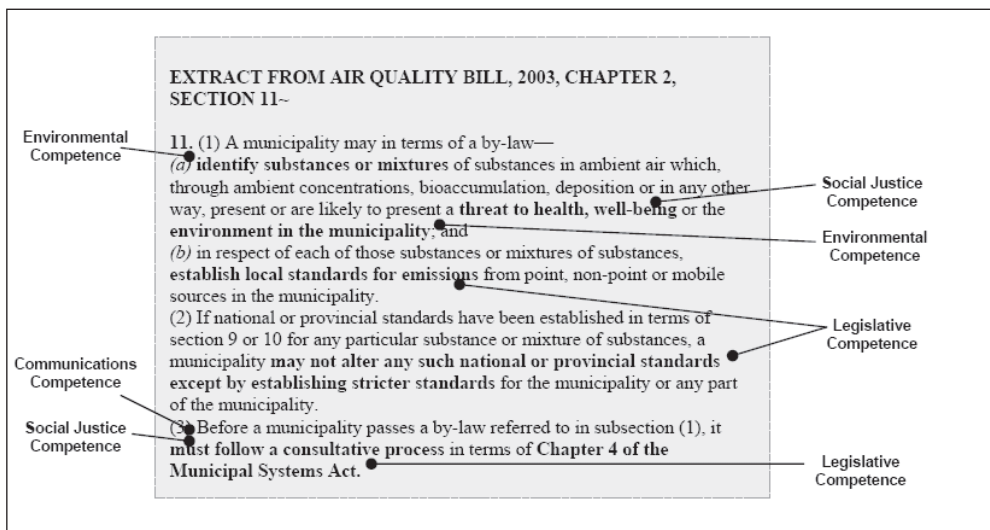 EXTRACT FROM AIR QUALITY BILL, 2003, CHAPTER 2,
SECTION 11~
Environmental
Competence
11. (1) A municipality may in terms of a by-law—
(a) identify substances or mixtures of substances in ambient air which,
through ambient concentrations, bioaccumulation, deposition or in any other
way, present or are likely to present a threat to health, well-being or the
environment in the municipality; and
Social Justice
Competence
Environmental
Competence
(b) in respect of each of those substances or mixtures of substances,
establish local standards for emissions from point, non-point or mobile
sources in the municipality.
(2) If national or provincial standards have been established in terms of
section 9 or 10 for any particular substance or mixture of substances, a
municipality may not alter any such national or provincial standards
except by establishing stricter standards for the municipality or any part
of the municipality.
Legislative
Competence
Communications
Competence
Social Justice
Competence
(3) Before a municipality passes a by-law referred to in subsection (1), it
must follow a consultative process in terms of Chapter 4 of the
Municipal Systems Act.
Legislative
Competence